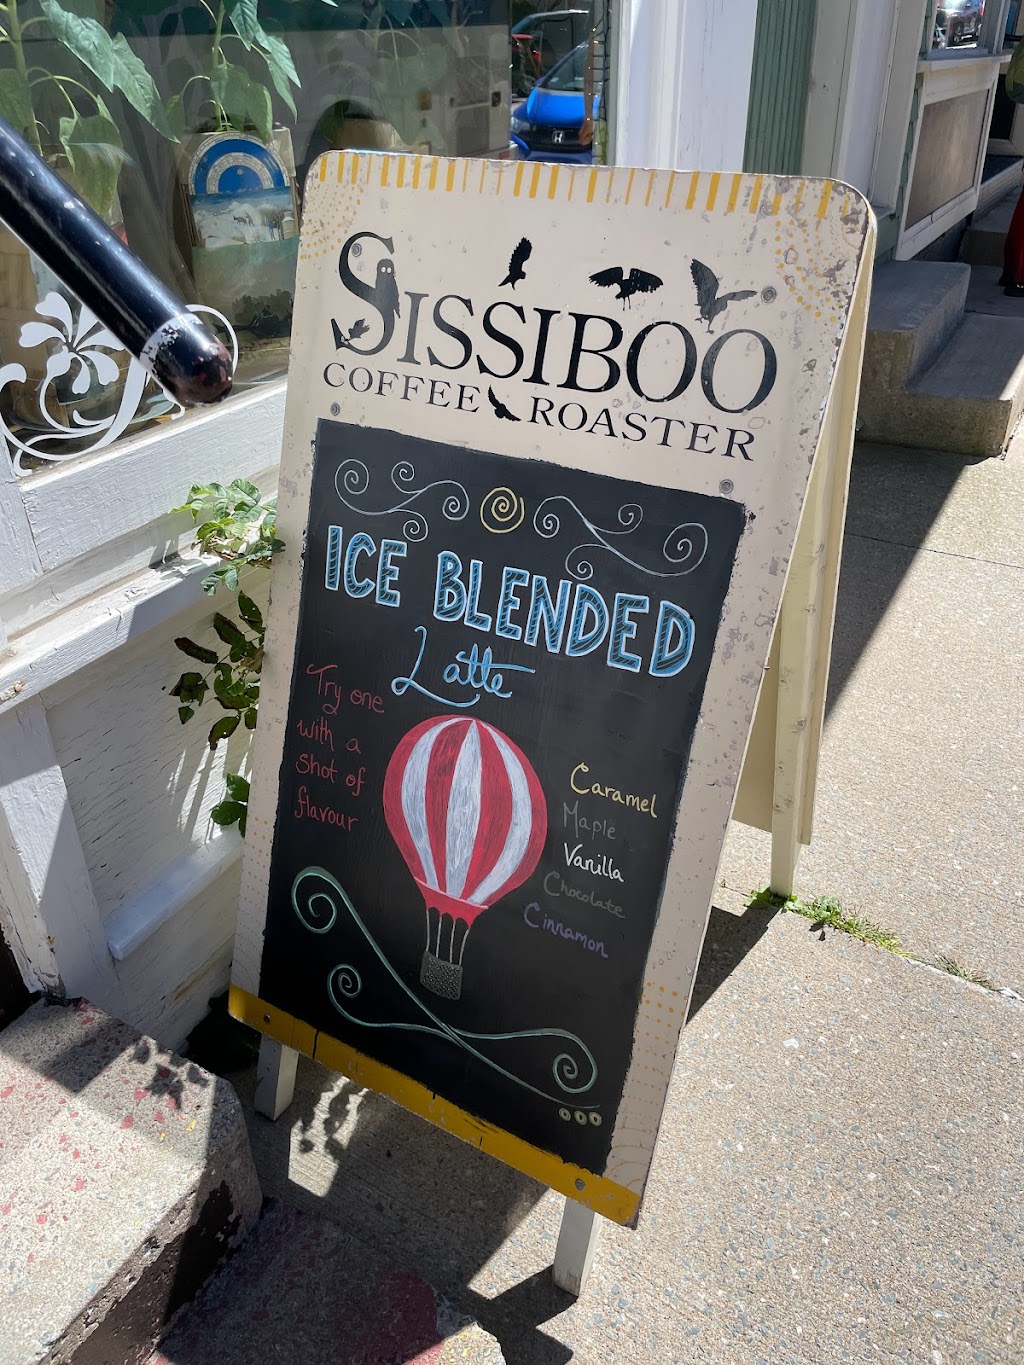 SISSIBOO
COFFEE ROASTER
ICE BLENDED
Latte
Try one
with a
shot of
flavour
Caramel
Maple
Vanilla
Chocolate
Cinnamon